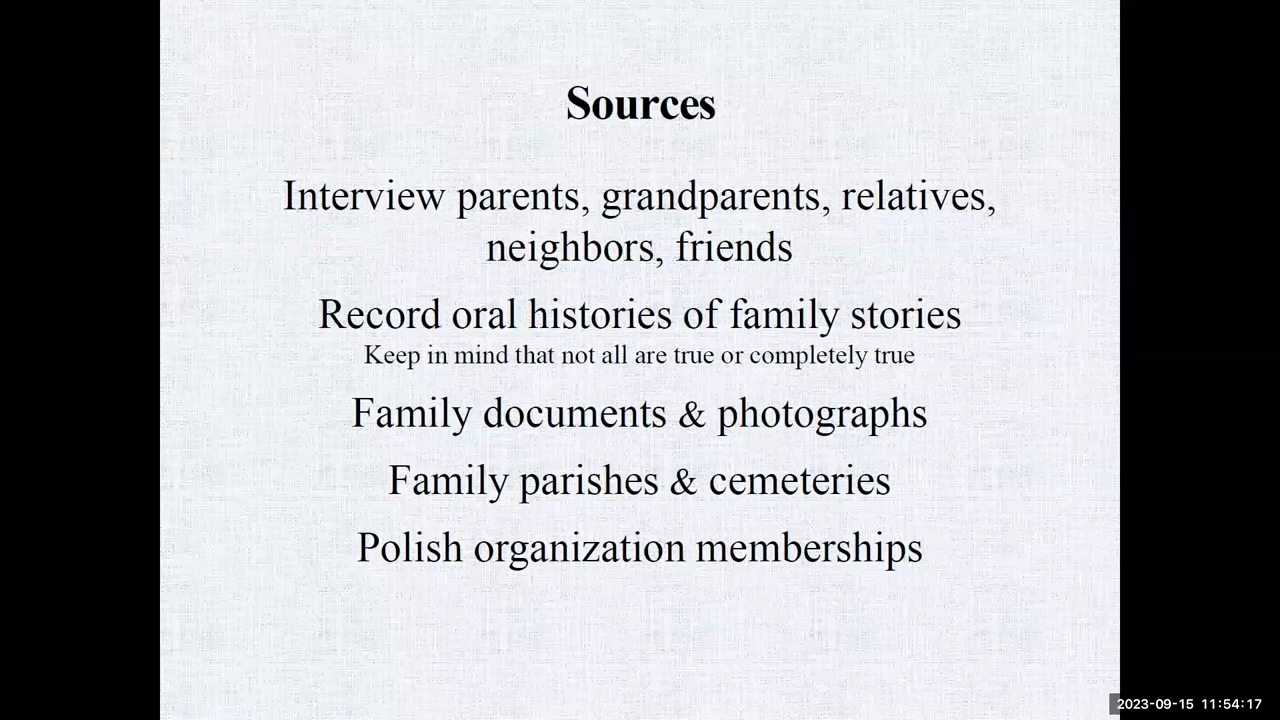 Sources
Interview parents, grandparents, relatives,
neighbors, friends
Record oral histories of family stories
Keep in mind that not all are true or completely true
Family documents & photographs
Family parishes & cemeteries
Polish organization memberships
2023-09-15 11:54:17